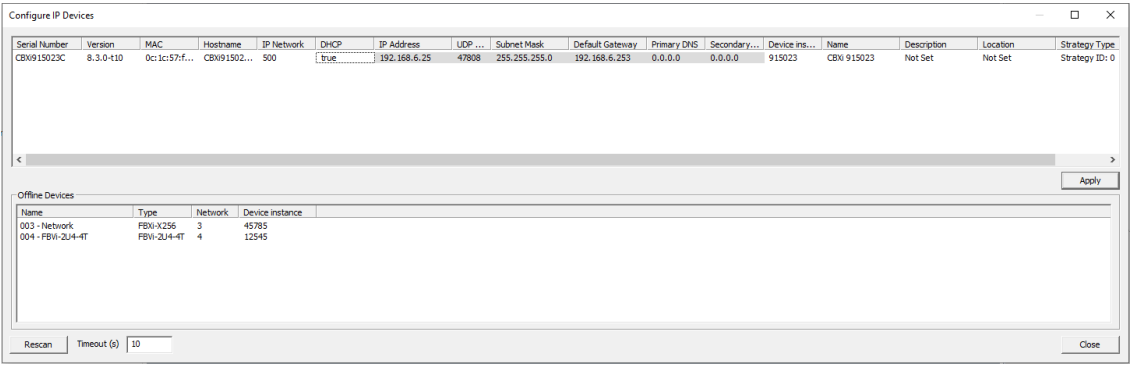 Configure IP Devices
Serial Number Version MAC Hostname IP Network DHCP IP Address UDP ... Subnet Mask Default Gateway Primary DNS Secondary... Device ins... Name Description Location Strategy Type
CBXi915023C 8.3.0-t10 0c:1c:57:f... CBXi91502... 500 true 192.168.6.25 47808 255.255.255.0 192.168.6.253 0.0.0.0 0.0.0.0 915023 CBXi 915023 Not Set Not Set Strategy ID: 0
Apply
Offline Devices
Name Type Network Device instance
003 - Network FBXi-X256 3 45785
004 - FBVi-2U4-4T FBVi-2U4-4T 4 12545
Rescan Timeout (s) 10 Close